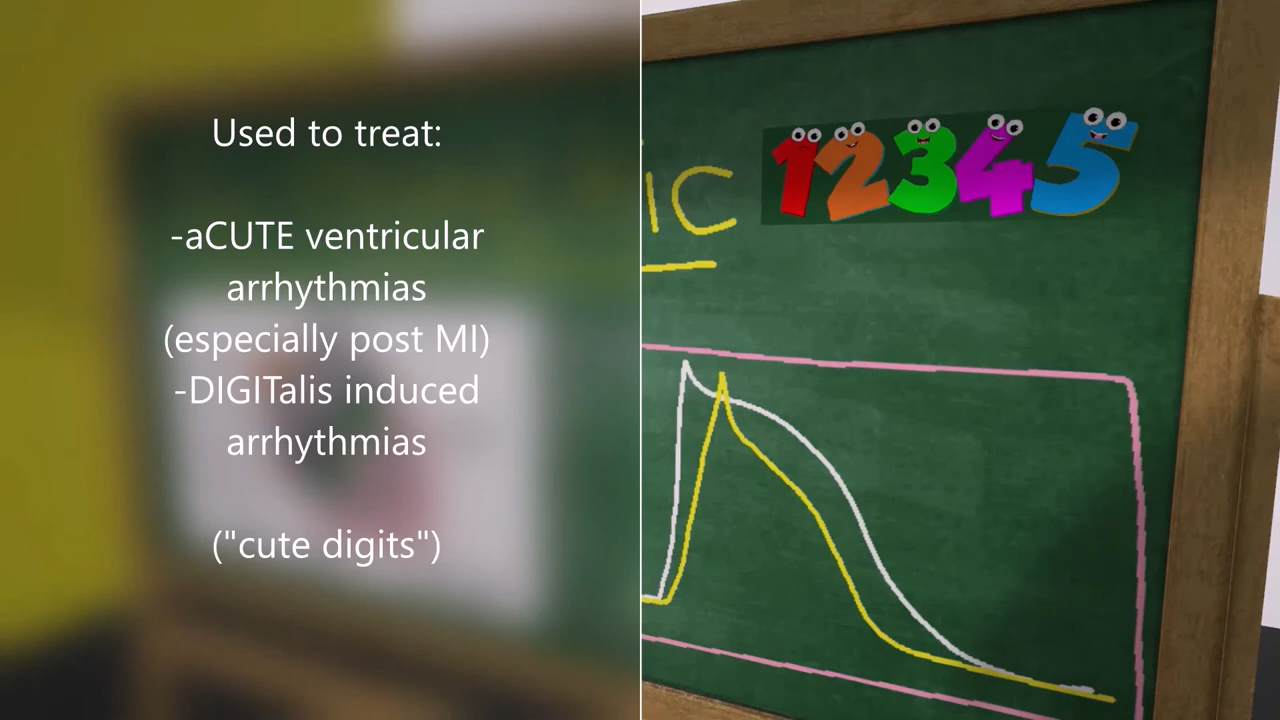 Used to treat:
-aCUTE ventricular
arrhythmias
(especially post MI)
-DIGITalis induced
arrhythmias
("cute digits")
IC
12345